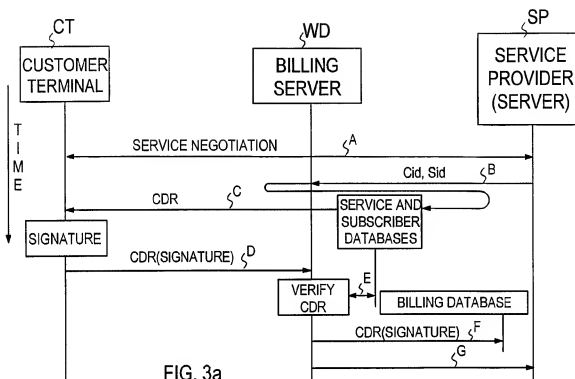 CT
WD
SP
CUSTOMER
TERMINAL
BILLING
SERVER
SERVICE
PROVIDER
(SERVER)
TIME
SERVICE NEGOTIATION
A
Cid, Sid
B
CDR
C
SERVICE AND
SUBSCRIBER
DATABASES
SIGNATURE
CDR(SIGNATURE)
D
E
VERIFY
CDR
BILLING DATABASE
CDR(SIGNATURE)
F
G
FIG. 3a